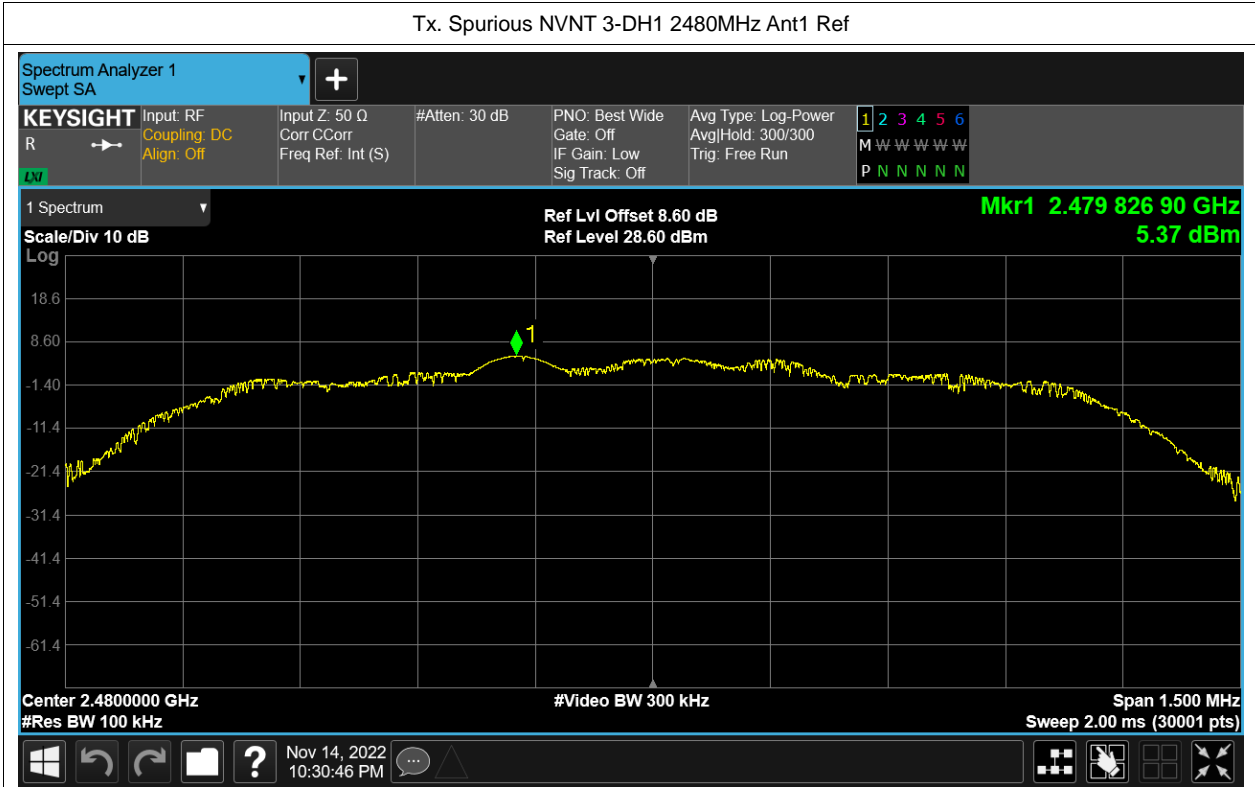 Tx. Spurious NVNT 3-DH1 2480MHz Ant1 Ref
Spectrum Analyzer 1
Swept SA
KEYSIGHT
R
LXI
Input: RF
Coupling: DC
Align: Off
Input Z: 50 Ω
Corr CCorr
Freq Ref: Int (S)
#Atten: 30 dB
PNO: Best Wide
Gate: Off
IF Gain: Low
Sig Track: Off
Avg Type: Log-Power
Avg|Hold: 300/300
Trig: Free Run
1 2 3 4 5 6
M W W W W W
P N N N N N
1 Spectrum
Scale/Div 10 dB
Log
Ref Lvl Offset 8.60 dB
Ref Level 28.60 dBm
Mkr1 2.479 826 90 GHz
5.37 dBm
1
18.6
8.60
-1.40
-11.4
-21.4
-31.4
-41.4
-51.4
-61.4
Center 2.4800000 GHz
#Res BW 100 kHz
#Video BW 300 kHz
Span 1.500 MHz
Sweep 2.00 ms (30001 pts)
?
Nov 14, 2022
10:30:46 PM